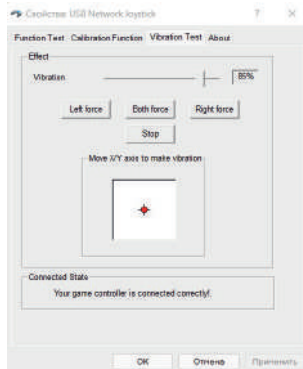 Свойства: USB Network Joystick
Function Test Calibration Function Vibration Test About
Effect
Vibration 85%
Left force Both force Right force
Stop
Move X/Y axis to make vibration
Connected State
Your game controller is connected correctly!.
OK Отмена Применить